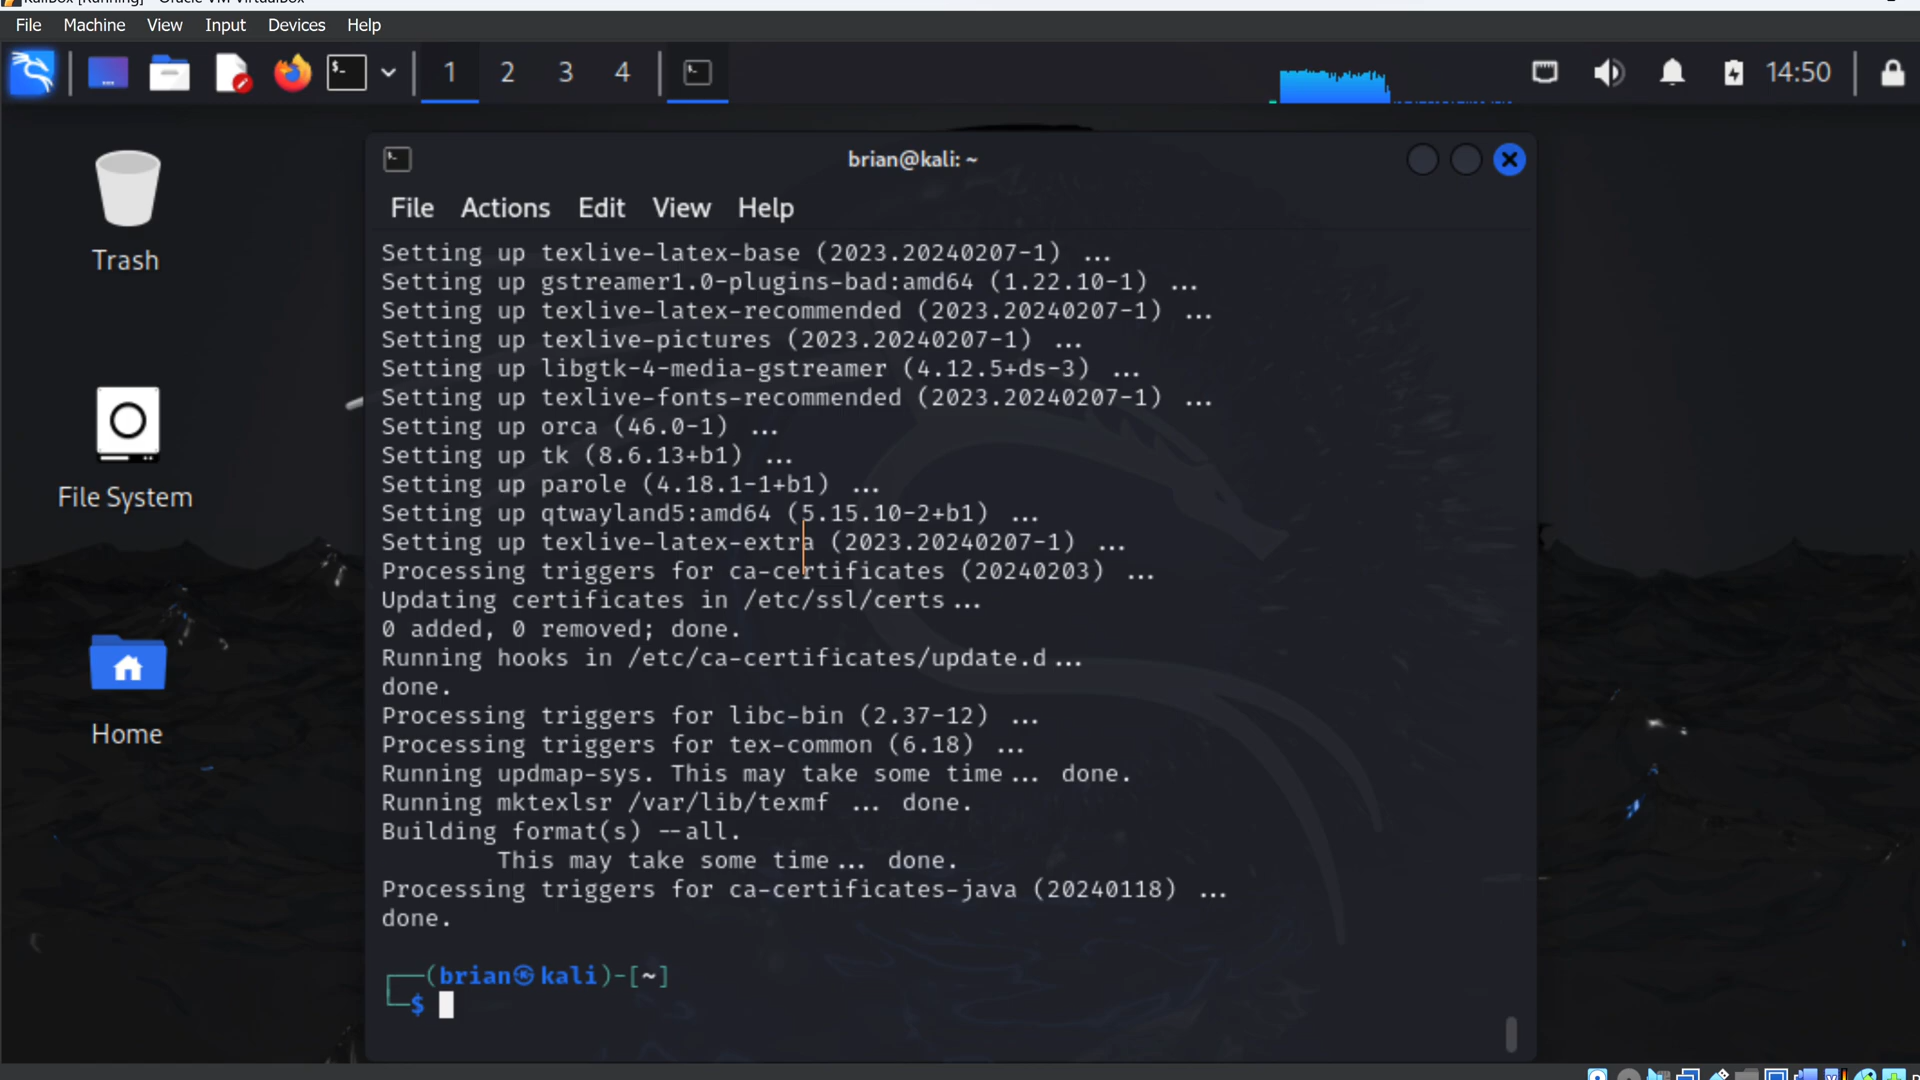 File Machine View Input Devices Help
1 2 3 4 14:50
Trash
File System
Home
brian@kali: ~
File Actions Edit View Help
Setting up texlive-latex-base (2023.20240207-1) ...
Setting up gstreamer1.0-plugins-bad:amd64 (1.22.10-1) ...
Setting up texlive-latex-recommended (2023.20240207-1) ...
Setting up texlive-pictures (2023.20240207-1) ...
Setting up libgtk-4-media-gstreamer (4.12.5+ds-3) ...
Setting up texlive-fonts-recommended (2023.20240207-1) ...
Setting up orca (46.0-1) ...
Setting up tk (8.6.13+b1) ...
Setting up parole (4.18.1-1+b1) ...
Setting up qtwayland5:amd64 (5.15.10-2+b1) ...
Setting up texlive-latex-extra (2023.20240207-1) ...
Processing triggers for ca-certificates (20240203) ...
Updating certificates in /etc/ssl/certs...
0 added, 0 removed; done.
Running hooks in /etc/ca-certificates/update.d...
done.
Processing triggers for libc-bin (2.37-12) ...
Processing triggers for tex-common (6.18) ...
Running updmap-sys. This may take some time... done.
Running mktexlsr /var/lib/texmf ... done.
Building format(s) --all.
This may take some time... done.
Processing triggers for ca-certificates-java (20240118) ...
done.
┌──(brian㉿kali)-[~]
└─$